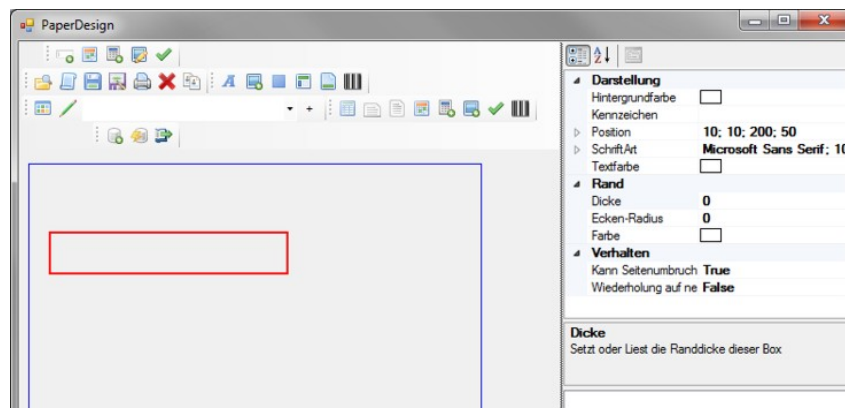 PaperDesign
Darstellung
Hintergrundfarbe
Kennzeichen
Position 10; 10; 200; 50
SchriftArt Microsoft Sans Serif; 10
Textfarbe
Rand
Dicke 0
Ecken-Radius 0
Farbe
Verhalten
Kann Seitenumbruch True
Wiederholung auf ne False
Dicke
Setzt oder Liest die Randdicke dieser Box